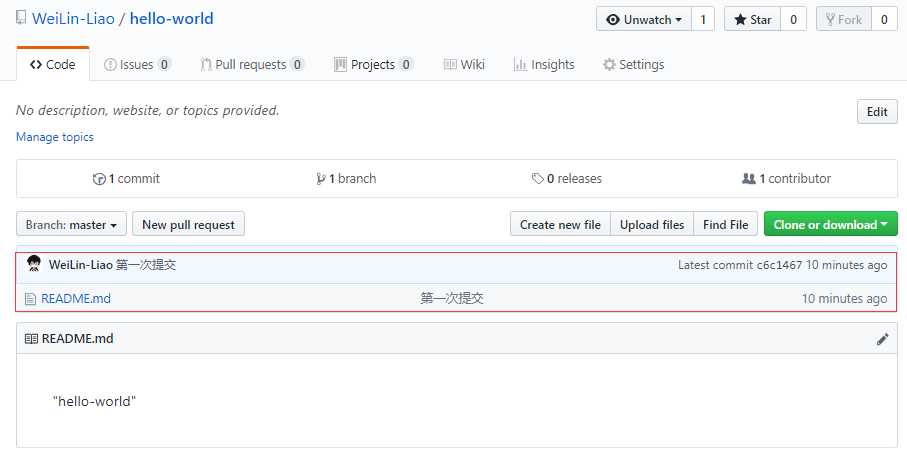 WeiLin-Liao / hello-world Unwatch 1 Star 0 Fork 0
Code Issues 0 Pull requests 0 Projects 0 Wiki Insights Settings
No description, website, or topics provided. Edit
Manage topics
1 commit 1 branch 0 releases 1 contributor
Branch: master New pull request Create new file Upload files Find File Clone or download
WeiLin-Liao 第一次提交 Latest commit c6c1467 10 minutes ago
README.md 第一次提交 10 minutes ago
README.md
"hello-world"